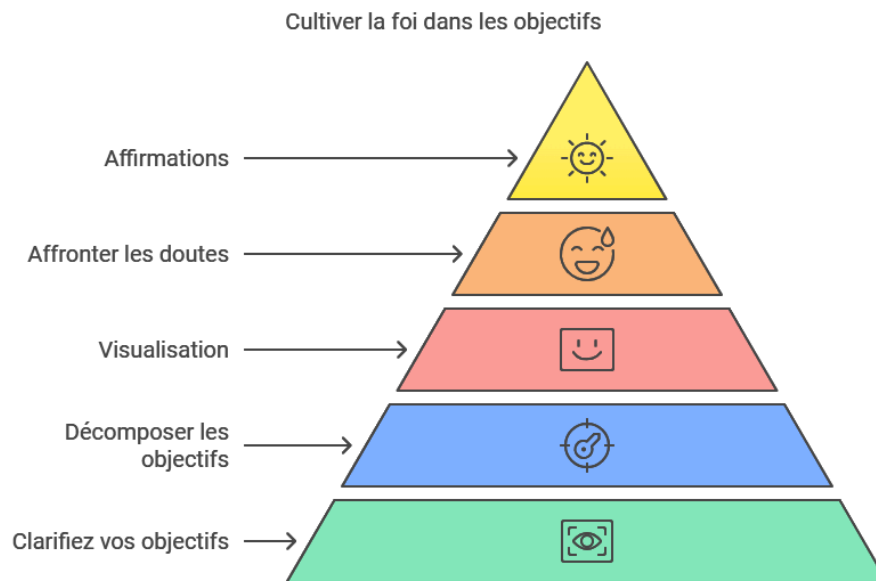 Cultiver la foi dans les objectifs
Affirmations
Affronter les doutes
Visualisation
Décomposer les
objectifs
Clarifiez vos objectifs